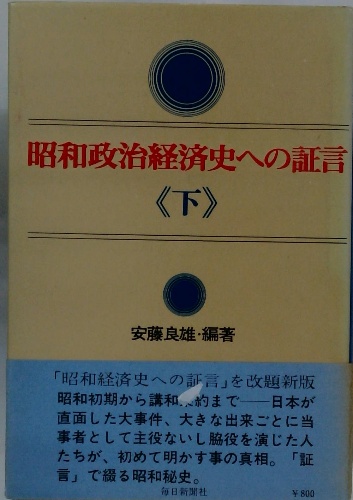 昭和政治経済史への証言
《下》
安藤良雄・編著
「昭和経済史への証言」を改題新版
昭和初期から講和 約まで──日本が
直面した大事件、大きな出来ごとに当
事者として主役ないし脇役を演じた人
たちが、初めて明かす事の真相。「証
言」で綴る昭和秘史。
毎日新聞社 ¥800